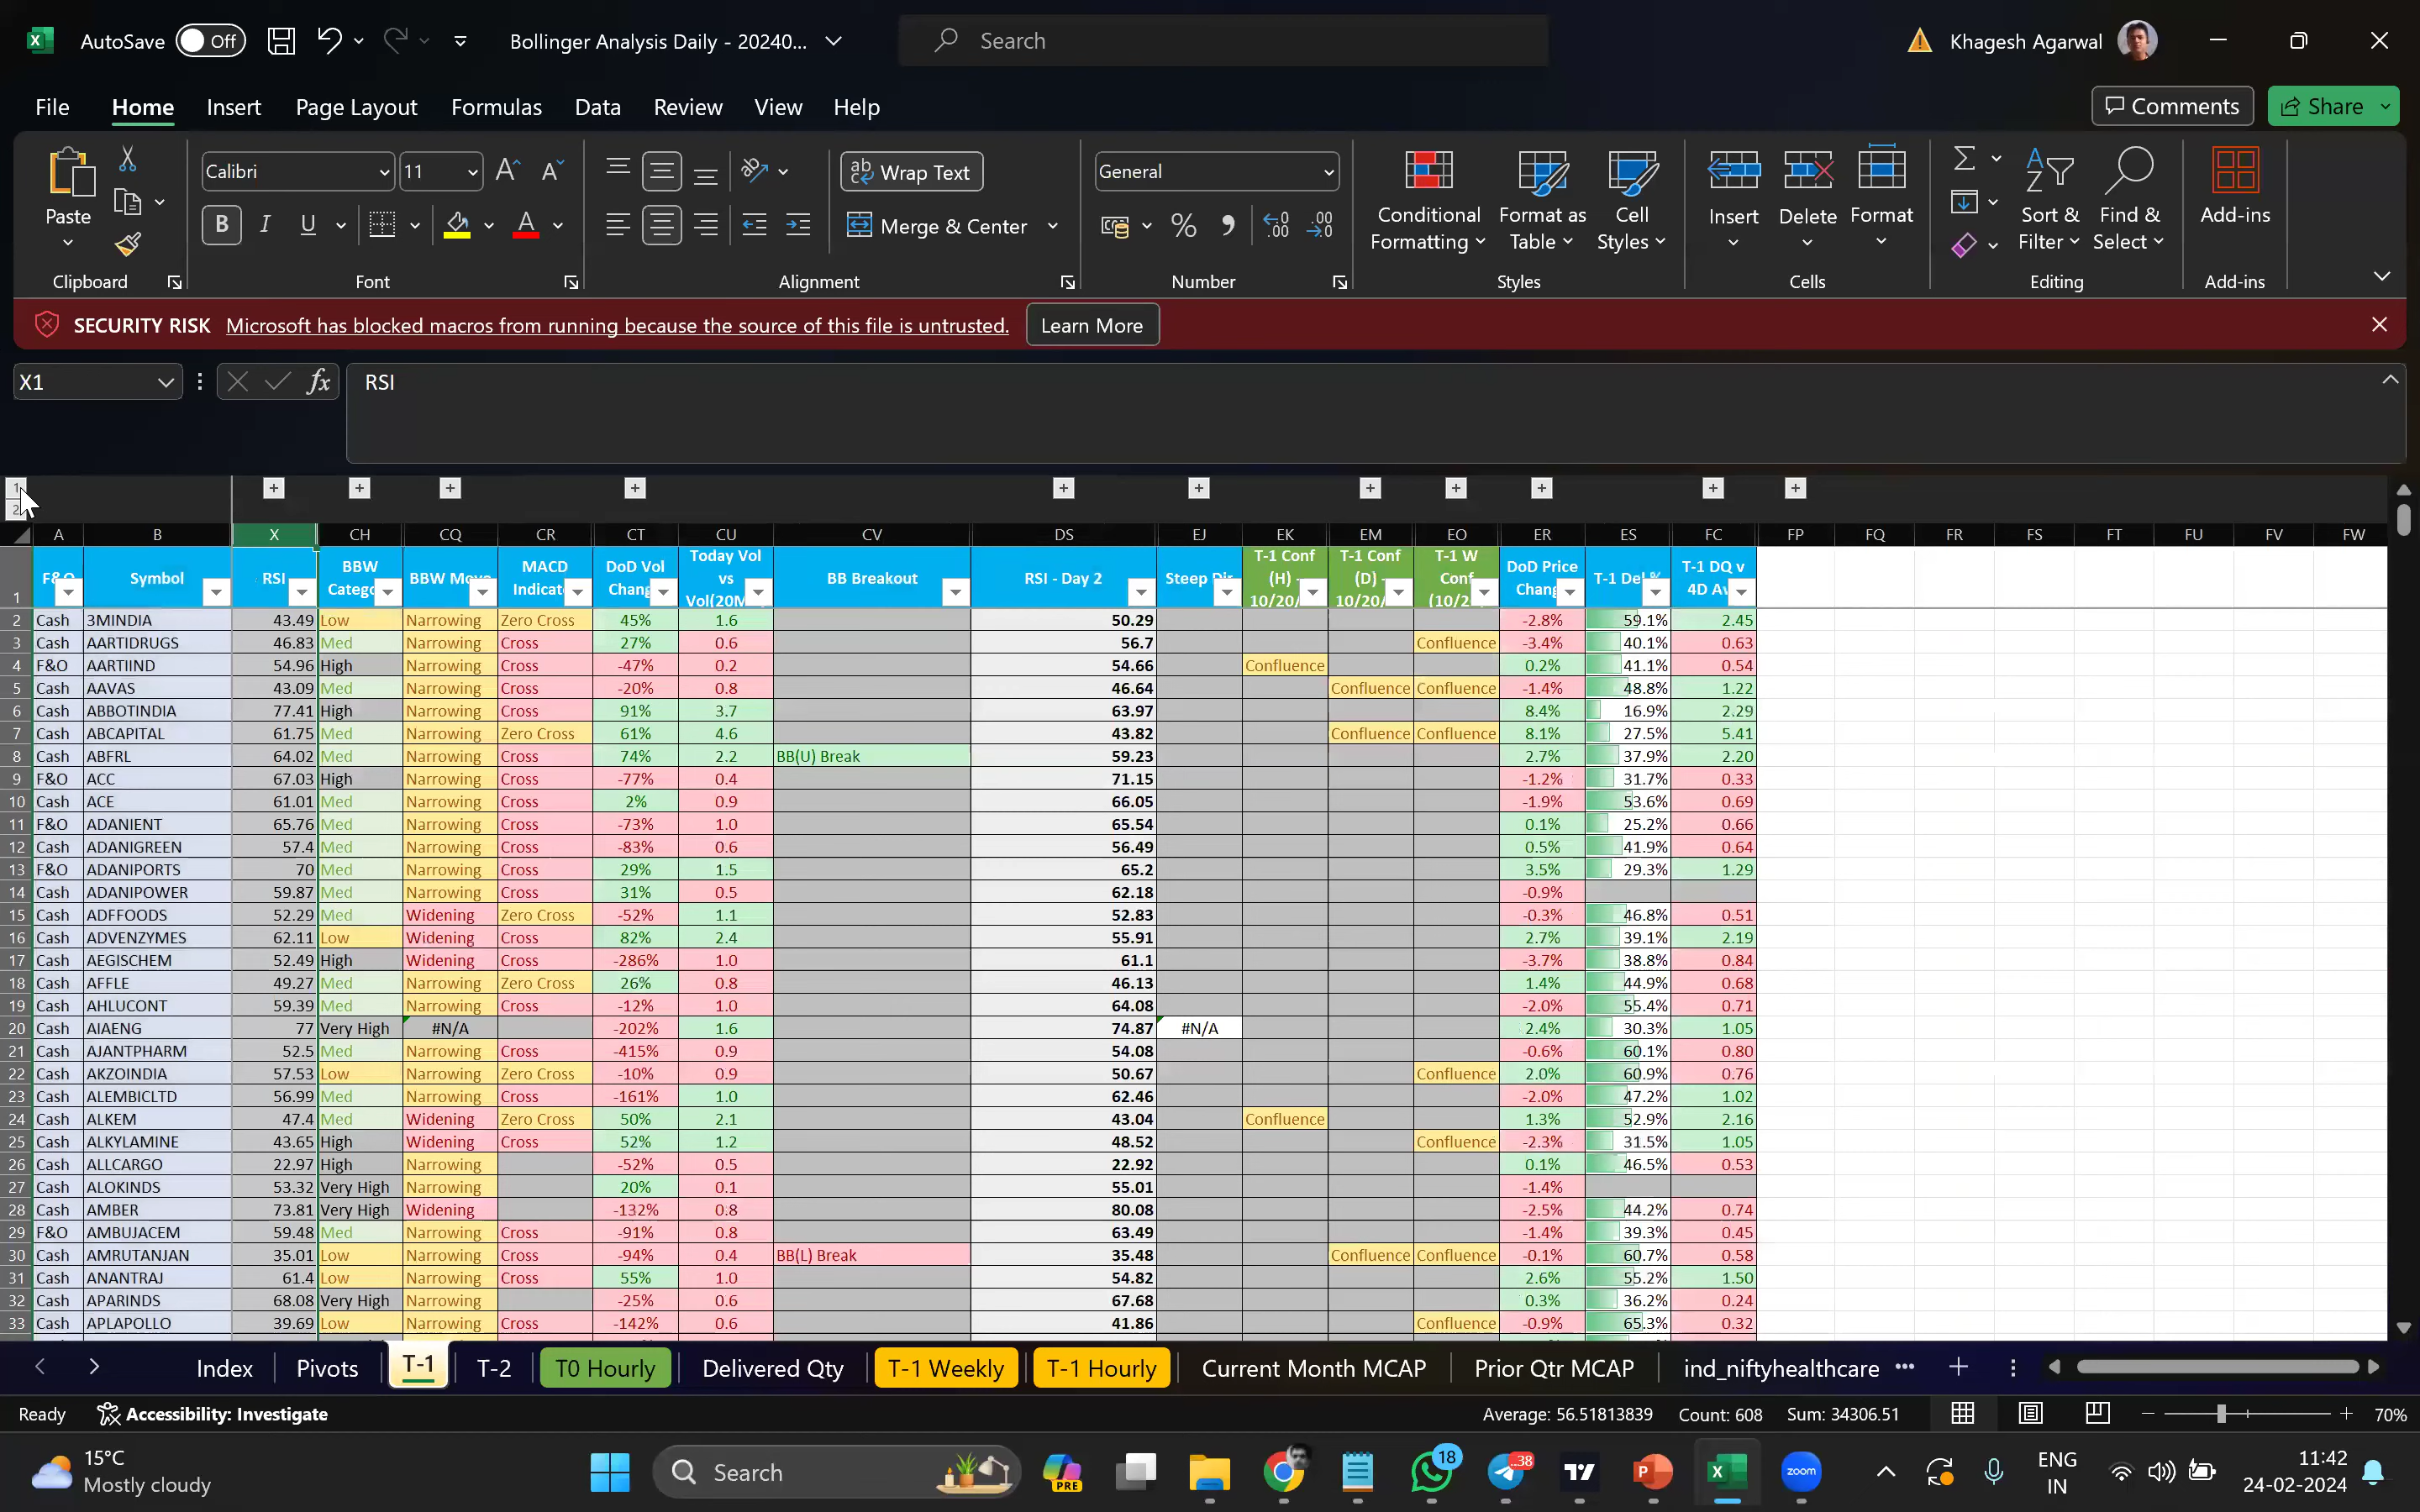 AutoSave Off Bollinger Analysis Daily - 20240... Search Khagesh Agarwal
File Home Insert Page Layout Formulas Data Review View Help Comments Share
Paste Calibri 11 Wrap Text General Conditional Formatting Format as Table Cell Styles Insert Delete Format Sort & Filter Find & Select Add-ins
B I U Merge & Center
Clipboard Font Alignment Number Styles Cells Editing Add-ins
SECURITY RISK Microsoft has blocked macros from running because the source of this file is untrusted. Learn More
X1 fx RSI
1
2
A B X CH CQ CR CT CU CV DS EJ EK EM EO ER ES FC FP FQ FR FS FT FU FV FW
1 F&O Symbol RSI BBW Catego BBW Move MACD Indicat DoD Vol Chang Today Vol vs Vol(20M BB Breakout RSI - Day 2 Steep Dir T-1 Conf (H) - 10/20/ T-1 Conf (D) - 10/20/ T-1 W Conf (10/2 DoD Price Chang T-1 Del % T-1 DQ v 4D Av
2 Cash 3MINDIA 43.49 Low Narrowing Zero Cross 45% 1.6 50.29 -2.8% 59.1% 2.45
3 Cash AARTIDRUGS 46.83 Med Narrowing Cross 27% 0.6 56.7 Confluence -3.4% 40.1% 0.63
4 F&O AARTIIND 54.96 High Narrowing Cross -47% 0.2 54.66 Confluence 0.2% 41.1% 0.54
5 Cash AAVAS 43.09 Med Narrowing Cross -20% 0.8 46.64 Confluence Confluence -1.4% 48.8% 1.22
6 Cash ABBOTINDIA 77.41 High Narrowing Cross 91% 3.7 63.97 8.4% 16.9% 2.29
7 Cash ABCAPITAL 61.75 Med Narrowing Zero Cross 61% 4.6 43.82 Confluence Confluence 8.1% 27.5% 5.41
8 Cash ABFRL 64.02 Med Narrowing Cross 74% 2.2 BB(U) Break 59.23 2.7% 37.9% 2.20
9 F&O ACC 67.03 High Narrowing Cross -77% 0.4 71.15 -1.2% 31.7% 0.33
10 Cash ACE 61.01 Med Narrowing Cross 2% 0.9 66.05 -1.9% 53.6% 0.69
11 F&O ADANIENT 65.76 Med Narrowing Cross -73% 1.0 65.54 0.1% 25.2% 0.66
12 Cash ADANIGREEN 57.4 Med Narrowing Cross -83% 0.6 56.49 0.5% 41.9% 0.64
13 F&O ADANIPORTS 70 Med Narrowing Cross 29% 1.5 65.2 3.5% 29.3% 1.29
14 Cash ADANIPOWER 59.87 Med Narrowing Cross 31% 0.5 62.18 -0.9%
15 Cash ADFFOODS 52.29 Med Widening Zero Cross -52% 1.1 52.83 -0.3% 46.8% 0.51
16 Cash ADVENZYMES 62.11 Low Widening Cross 82% 2.4 55.91 2.7% 39.1% 2.19
17 Cash AEGISCHEM 52.49 High Widening Cross -286% 1.0 61.1 -3.7% 38.8% 0.84
18 Cash AFFLE 49.27 Med Narrowing Zero Cross 26% 0.8 46.13 1.4% 44.9% 0.68
19 Cash AHLUCONT 59.39 Med Narrowing Cross -12% 1.0 64.08 -2.0% 55.4% 0.71
20 Cash AIAENG 77 Very High #N/A -202% 1.6 74.87 #N/A 2.4% 30.3% 1.05
21 Cash AJANTPHARM 52.5 Med Narrowing Cross -415% 0.9 54.08 -0.6% 60.1% 0.80
22 Cash AKZOINDIA 57.53 Low Narrowing Zero Cross -10% 0.9 50.67 Confluence 2.0% 60.9% 0.76
23 Cash ALEMBICLTD 56.99 Med Narrowing Cross -161% 1.0 62.46 -2.0% 47.2% 1.02
24 Cash ALKEM 47.4 Med Widening Zero Cross 50% 2.1 43.04 Confluence 1.3% 52.9% 2.16
25 Cash ALKYLAMINE 43.65 High Widening Cross 52% 1.2 48.52 Confluence -2.3% 31.5% 1.05
26 Cash ALLCARGO 22.97 High Narrowing -52% 0.5 22.92 0.1% 46.5% 0.53
27 Cash ALOKINDS 53.32 Very High Narrowing 20% 0.1 55.01 -1.4%
28 Cash AMBER 73.81 Very High Widening -132% 0.8 80.08 -2.5% 44.2% 0.74
29 F&O AMBUJACEM 59.48 Med Narrowing Cross -91% 0.8 63.49 -1.4% 39.3% 0.45
30 Cash AMRUTANJAN 35.01 Low Narrowing Cross -94% 0.4 BB(L) Break 35.48 Confluence Confluence -0.1% 60.7% 0.58
31 Cash ANANTRAJ 61.4 Low Narrowing Cross 55% 1.0 54.82 2.6% 55.2% 1.50
32 Cash APARINDS 68.08 Very High Narrowing -25% 0.6 67.68 0.3% 36.2% 0.24
33 Cash APLAPOLLO 39.69 Low Narrowing Cross -142% 0.6 41.86 Confluence -0.9% 65.3% 0.32
Index Pivots T-1 T-2 T0 Hourly Delivered Qty T-1 Weekly T-1 Hourly Current Month MCAP Prior Qtr MCAP ind_niftyhealthcare
Ready Accessibility: Investigate Average: 56.51813839 Count: 608 Sum: 34306.51 70%
15°C Mostly cloudy Search PRE 18 ..38 zoom ENG IN 11:42 24-02-2024